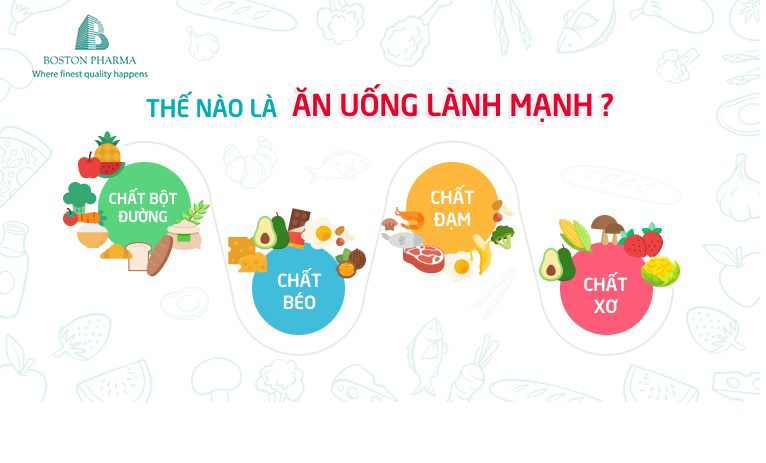 BOSTON PHARMA
Where finest quality happens
THẾ NÀO LÀ ĂN UỐNG LÀNH MẠNH ?
CHẤT BỘT
ĐƯỜNG
CHẤT
BÉO
CHẤT
ĐẠM
CHẤT
XƠ